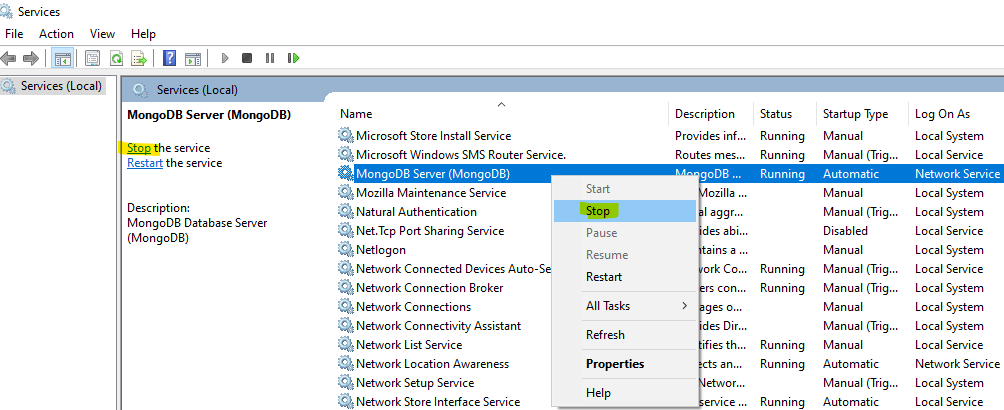 Services
File Action View Help
Services (Local)
Services (Local)
MongoDB Server (MongoDB)
Stop the service
Restart the service
Description:
MongoDB Database Server
(MongoDB)
Name Description Status Startup Type Log On As
Microsoft Store Install Service Provides inf... Running Manual Local System
Microsoft Windows SMS Router Service. Routes mes... Running Manual (Trig... Local System
MongoDB Server (MongoDB) MongoDB ... Running Automatic Network Service
Mozilla Maintenance Service Mozilla ... Manual Local System
Natural Authentication al aggr... Manual (Trig... Local System
Net.Tcp Port Sharing Service ides abi... Disabled Local Service
Netlogon tains a ... Manual Local System
Network Connected Devices Auto-Se work Co... Running Manual (Trig... Local Service
Network Connection Broker ers con... Running Manual (Trig... Local System
Network Connections ages o... Manual Local System
Network Connectivity Assistant ides Dir... Manual (Trig... Local System
Network List Service tifies th... Running Manual Local Service
Network Location Awareness ects an... Running Automatic Network Service
Network Setup Service Networ... Manual (Trig... Local System
Network Store Interface Service Running Automatic Local Service
Start
Stop
Pause
Resume
Restart
All Tasks
Refresh
Properties
Help